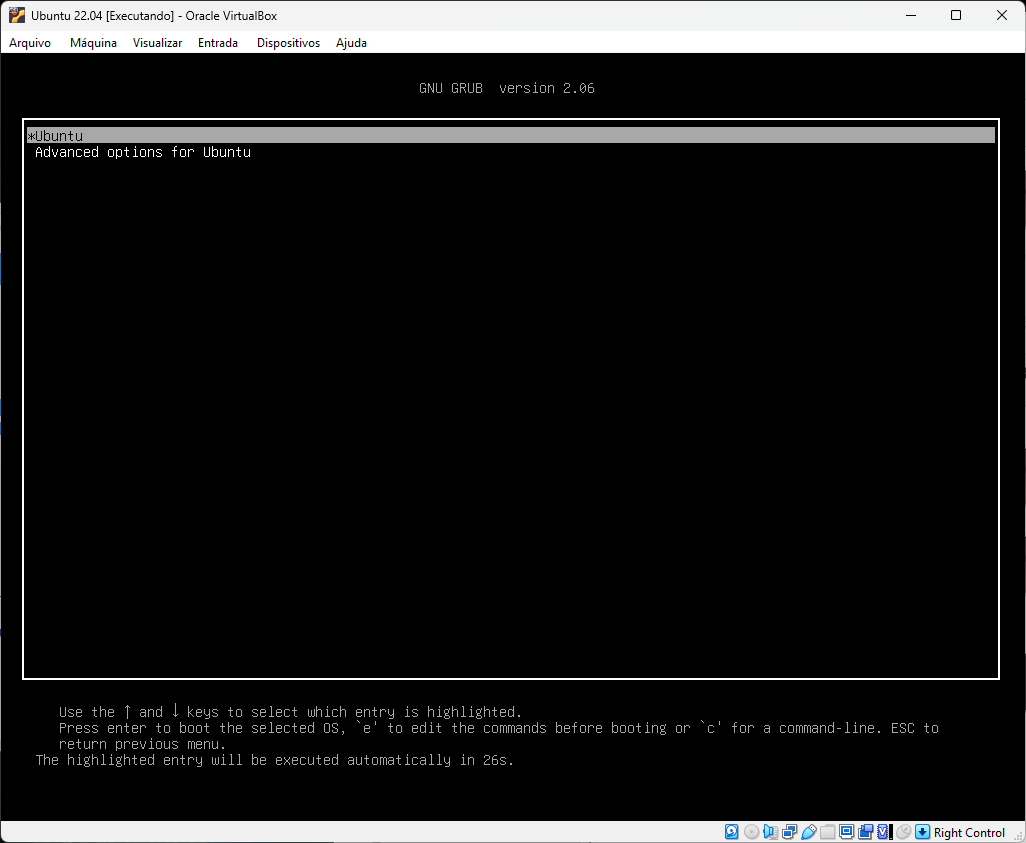 Ubuntu 22.04 [Executando] - Oracle VirtualBox
Arquivo Máquina Visualizar Entrada Dispositivos Ajuda
GNU GRUB version 2.06
*Ubuntu
Advanced options for Ubuntu
Use the ↑ and ↓ keys to select which entry is highlighted.
Press enter to boot the selected OS, `e' to edit the commands before booting or `c' for a command-line. ESC to
return previous menu.
The highlighted entry will be executed automatically in 26s.
Right Control